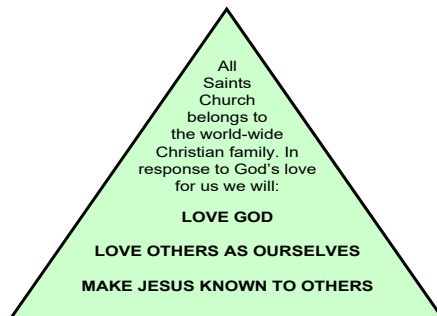 All
Saints
Church
belongs to
the world-wide
Christian family. In
response to God’s love
for us we will:
LOVE GOD
LOVE OTHERS AS OURSELVES
MAKE JESUS KNOWN TO OTHERS